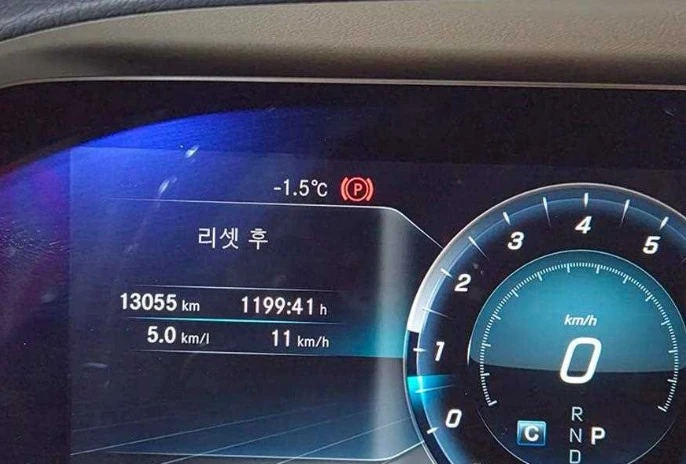 -1.5°C (P)
리셋 후
13055 km 1199:41 h
5.0 km/l 11 km/h
0 1 2 3 4 5
km/h
0
C
R
N P
D